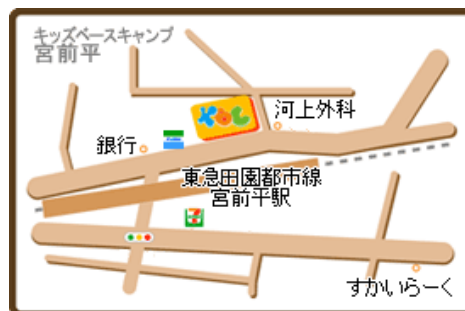 キッズベースキャンプ
宮前平
河上外科
銀行
東急田園都市線
宮前平駅
すかいらーく